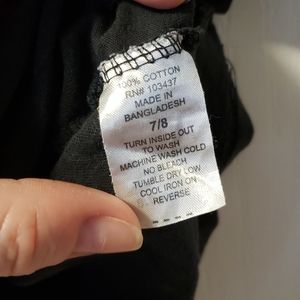 100% COTTON
RN# 103437
MADE IN
BANGLADESH
7/8
TURN INSIDE OUT
TO WASH
MACHINE WASH COLD
NO BLEACH
TUMBLE DRY LOW
COOL IRON ON
REVERSE